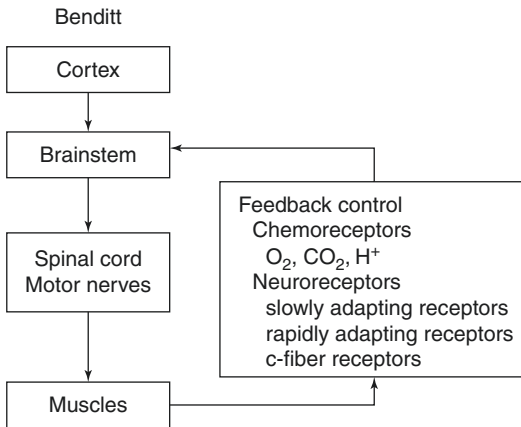 Benditt
Cortex
Brainstem
Spinal cord
Motor nerves
Muscles
Feedback control
Chemoreceptors
O₂, CO₂, H⁺
Neuroreceptors
slowly adapting receptors
rapidly adapting receptors
c-fiber receptors